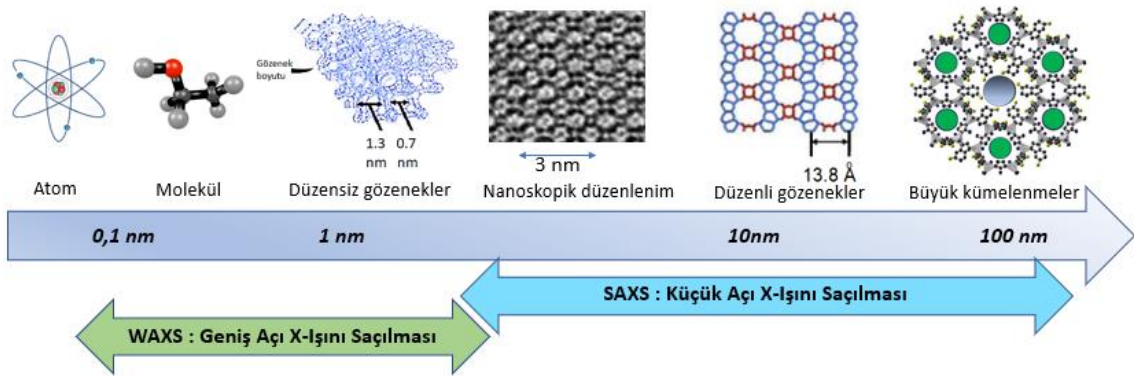 Gözenek
boyutu
1.3
nm
0.7
nm
3 nm
13.8 Å
Atom
Molekül
Düzensiz gözenekler
Nanoskopik düzenlenim
Düzenli gözenekler
Büyük kümelenmeler
0,1 nm
1 nm
10nm
100 nm
SAXS : Küçük Açı X-Işını Saçılması
WAXS : Geniş Açı X-Işını Saçılması